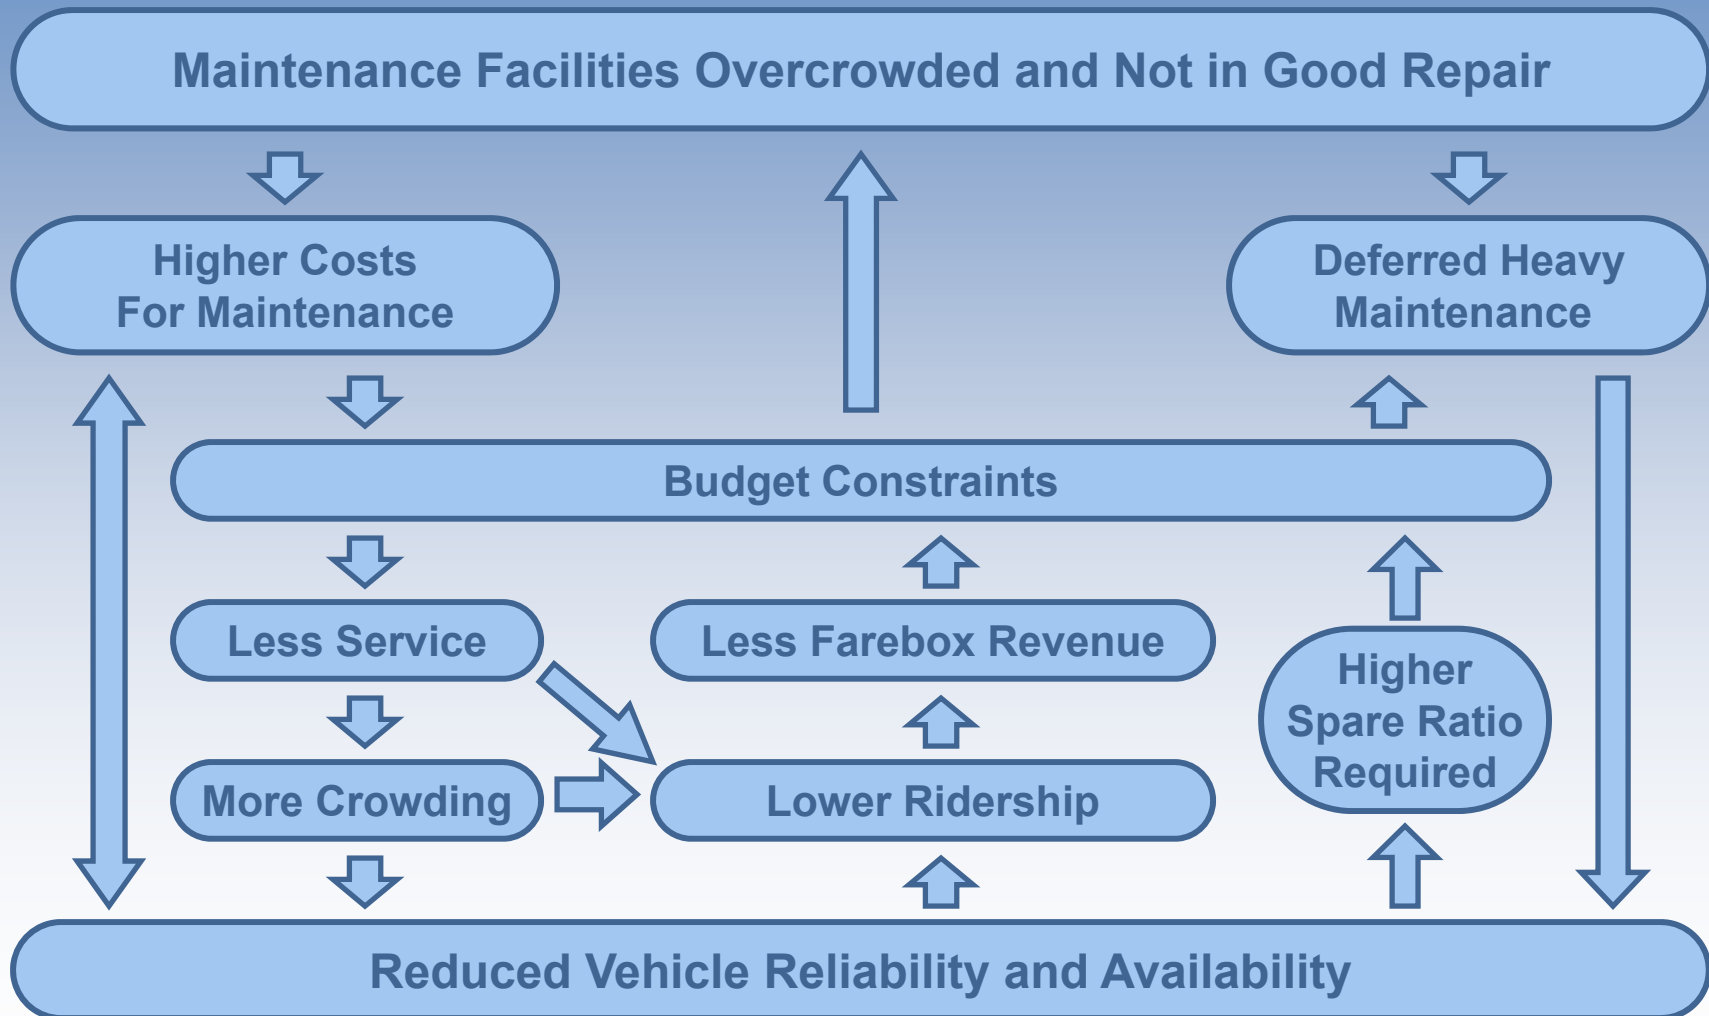 Maintenance Facilities Overcrowded and Not in Good Repair
Higher Costs
For Maintenance
Deferred Heavy
Maintenance
Budget Constraints
Less Service
Less Farebox Revenue
Higher
Spare Ratio
Required
More Crowding
Lower Ridership
Reduced Vehicle Reliability and Availability